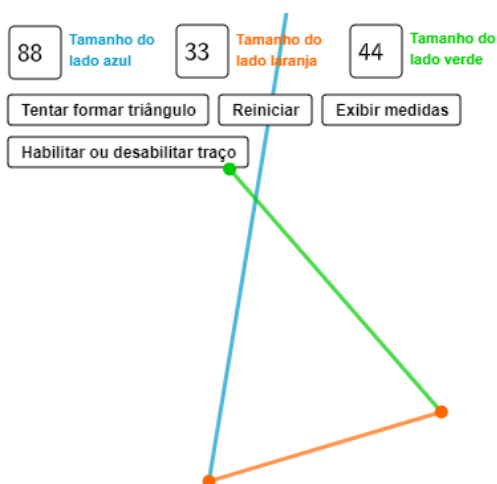 88 Tamanho do lado azul
33 Tamanho do lado laranja
44 Tamanho do lado verde
Tentar formar triângulo
Reiniciar
Exibir medidas
Habilitar ou desabilitar traço